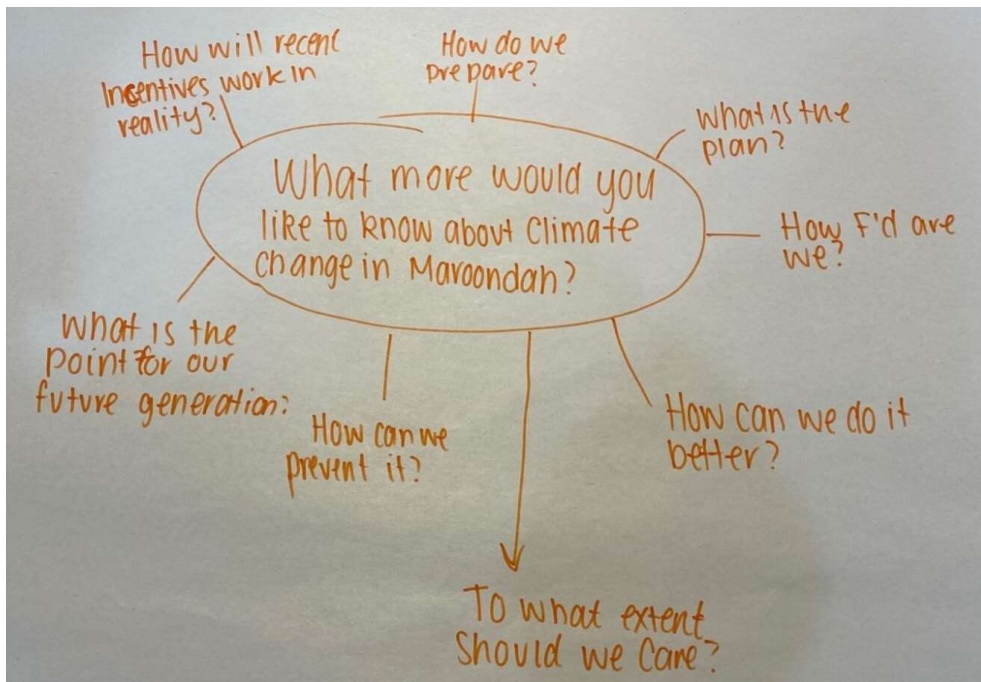 How will recent
Incentives work in
reality?
How do we
prepare?
What is the
plan?
What more would you
like to know about Climate
change in Maroondah?
How F'd are
we?
What is the
point for our
future generation?
How can we
prevent it?
How can we do it
better?
To what extent
should we care?